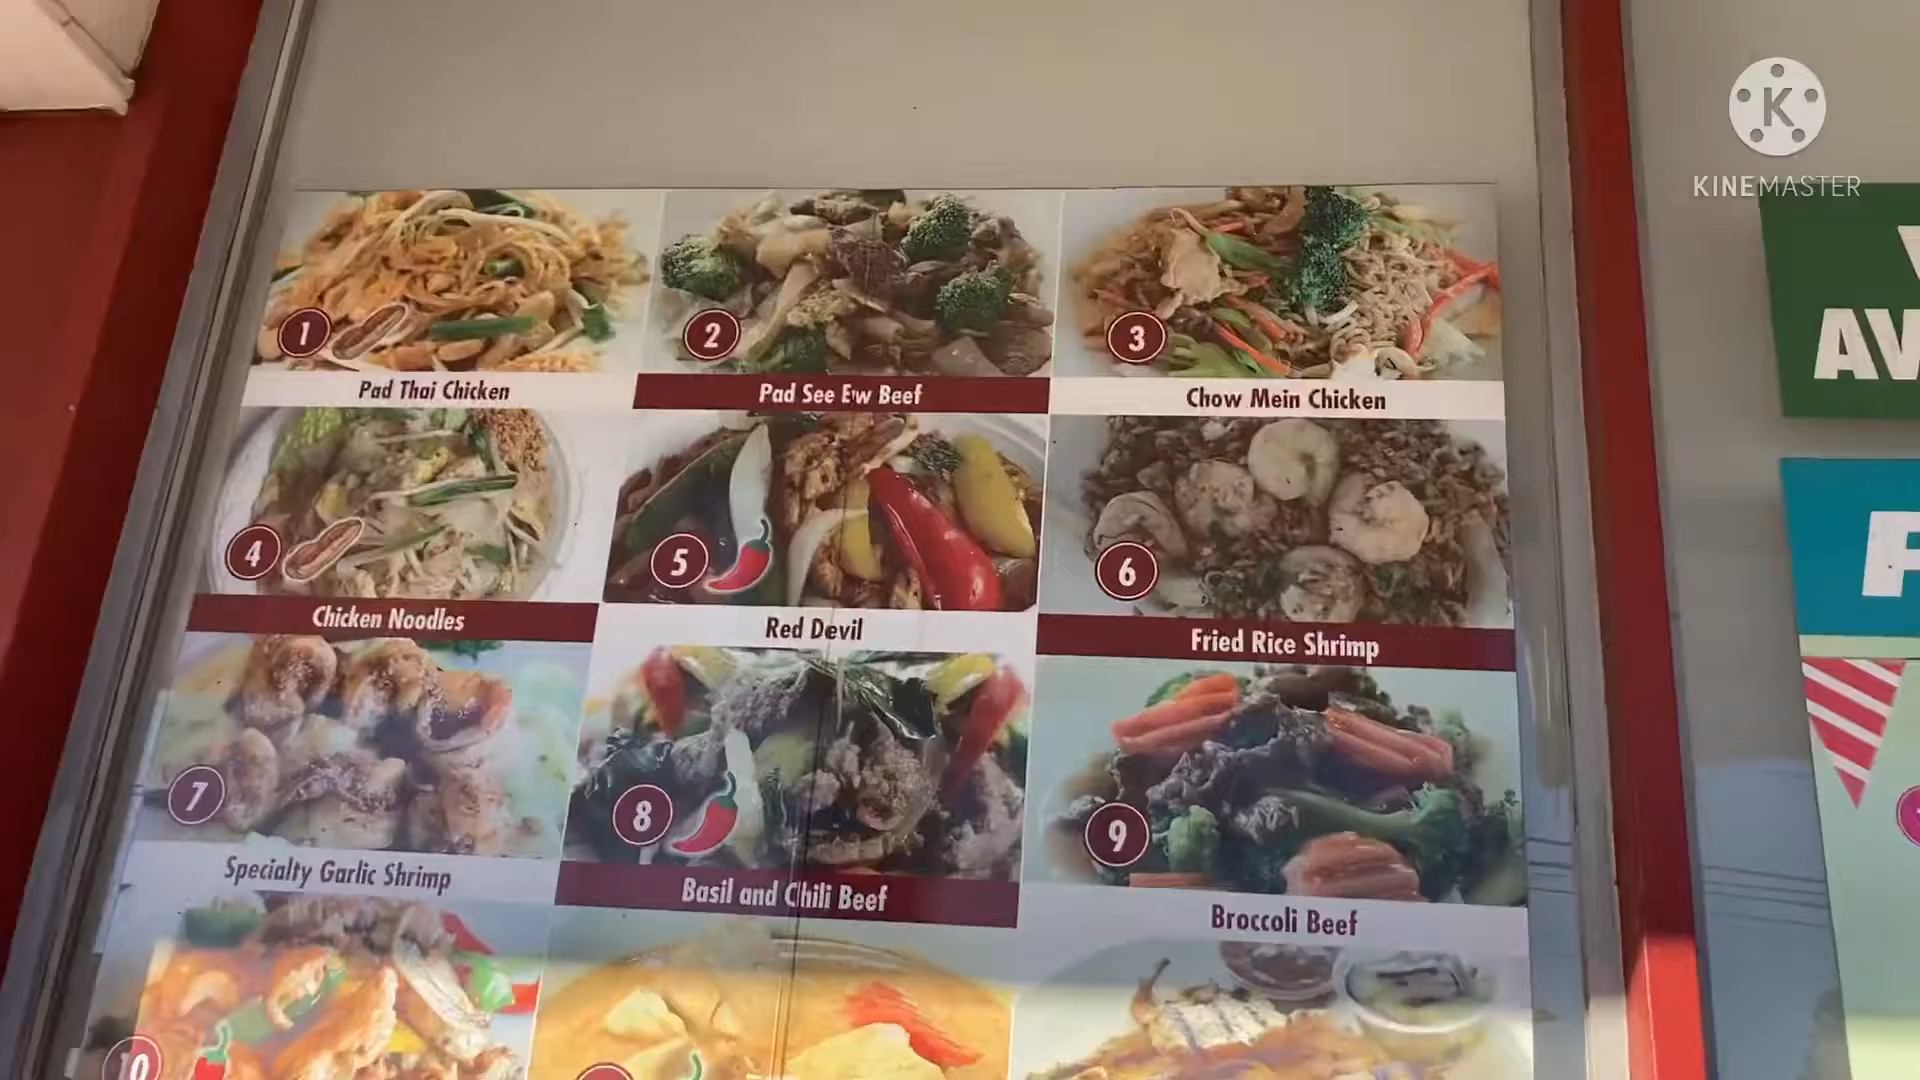 K
KINEMASTER
AV
F
1
2
3
Pad Thai Chicken
Pad See Ew Beef
Chow Mein Chicken
4
5
6
Chicken Noodles
Red Devil
Fried Rice Shrimp
7
8
9
Specialty Garlic Shrimp
Basil and Chili Beef
Broccoli Beef
10